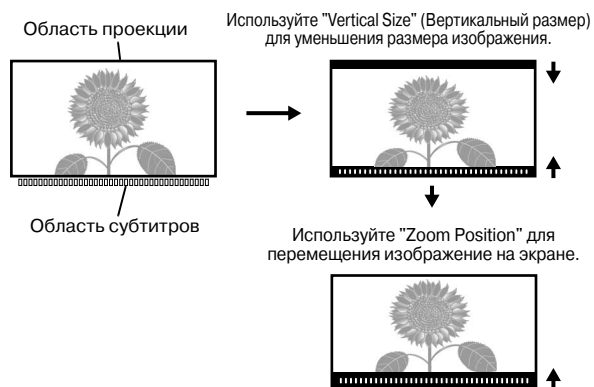 Область проекции
Используйте "Vertical Size" (Вертикальный размер)
для уменьшения размера изображения.
Область субтитров
Используйте "Zoom Position" для
перемещения изображение на экране.